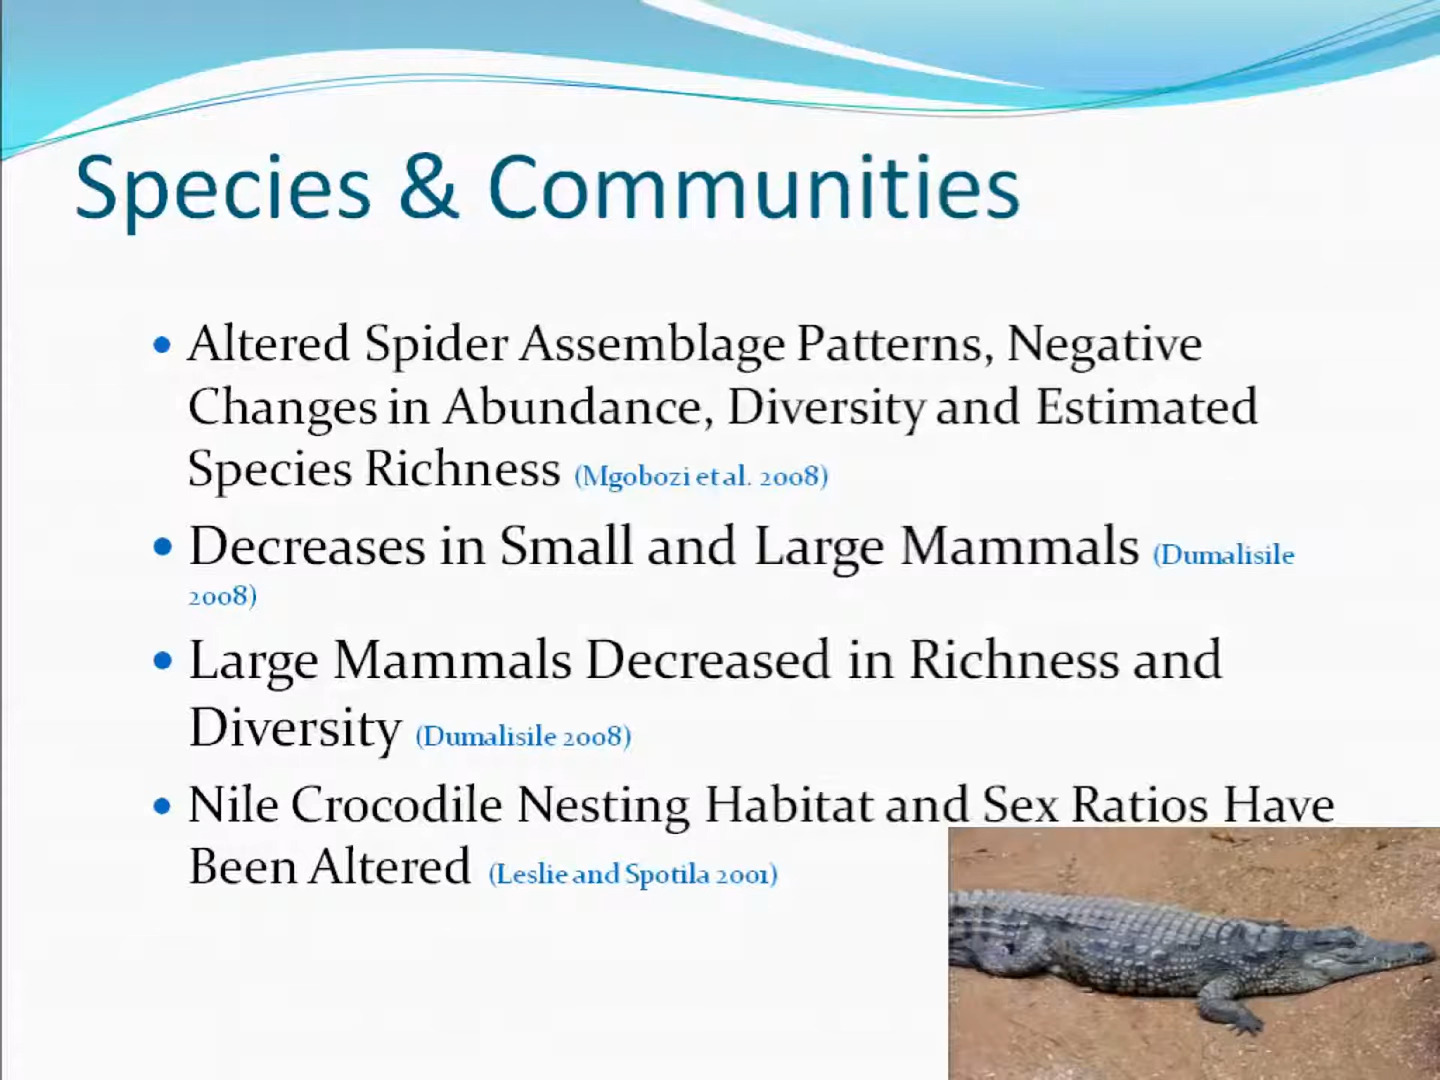 Species & Communities
• Altered Spider Assemblage Patterns, Negative
Changes in Abundance, Diversity and Estimated
Species Richness (Mgobozi et al. 2008)
• Decreases in Small and Large Mammals (Dumalisile
2008)
• Large Mammals Decreased in Richness and
Diversity (Dumalisile 2008)
• Nile Crocodile Nesting Habitat and Sex Ratios Have
Been Altered (Leslie and Spotila 2001)